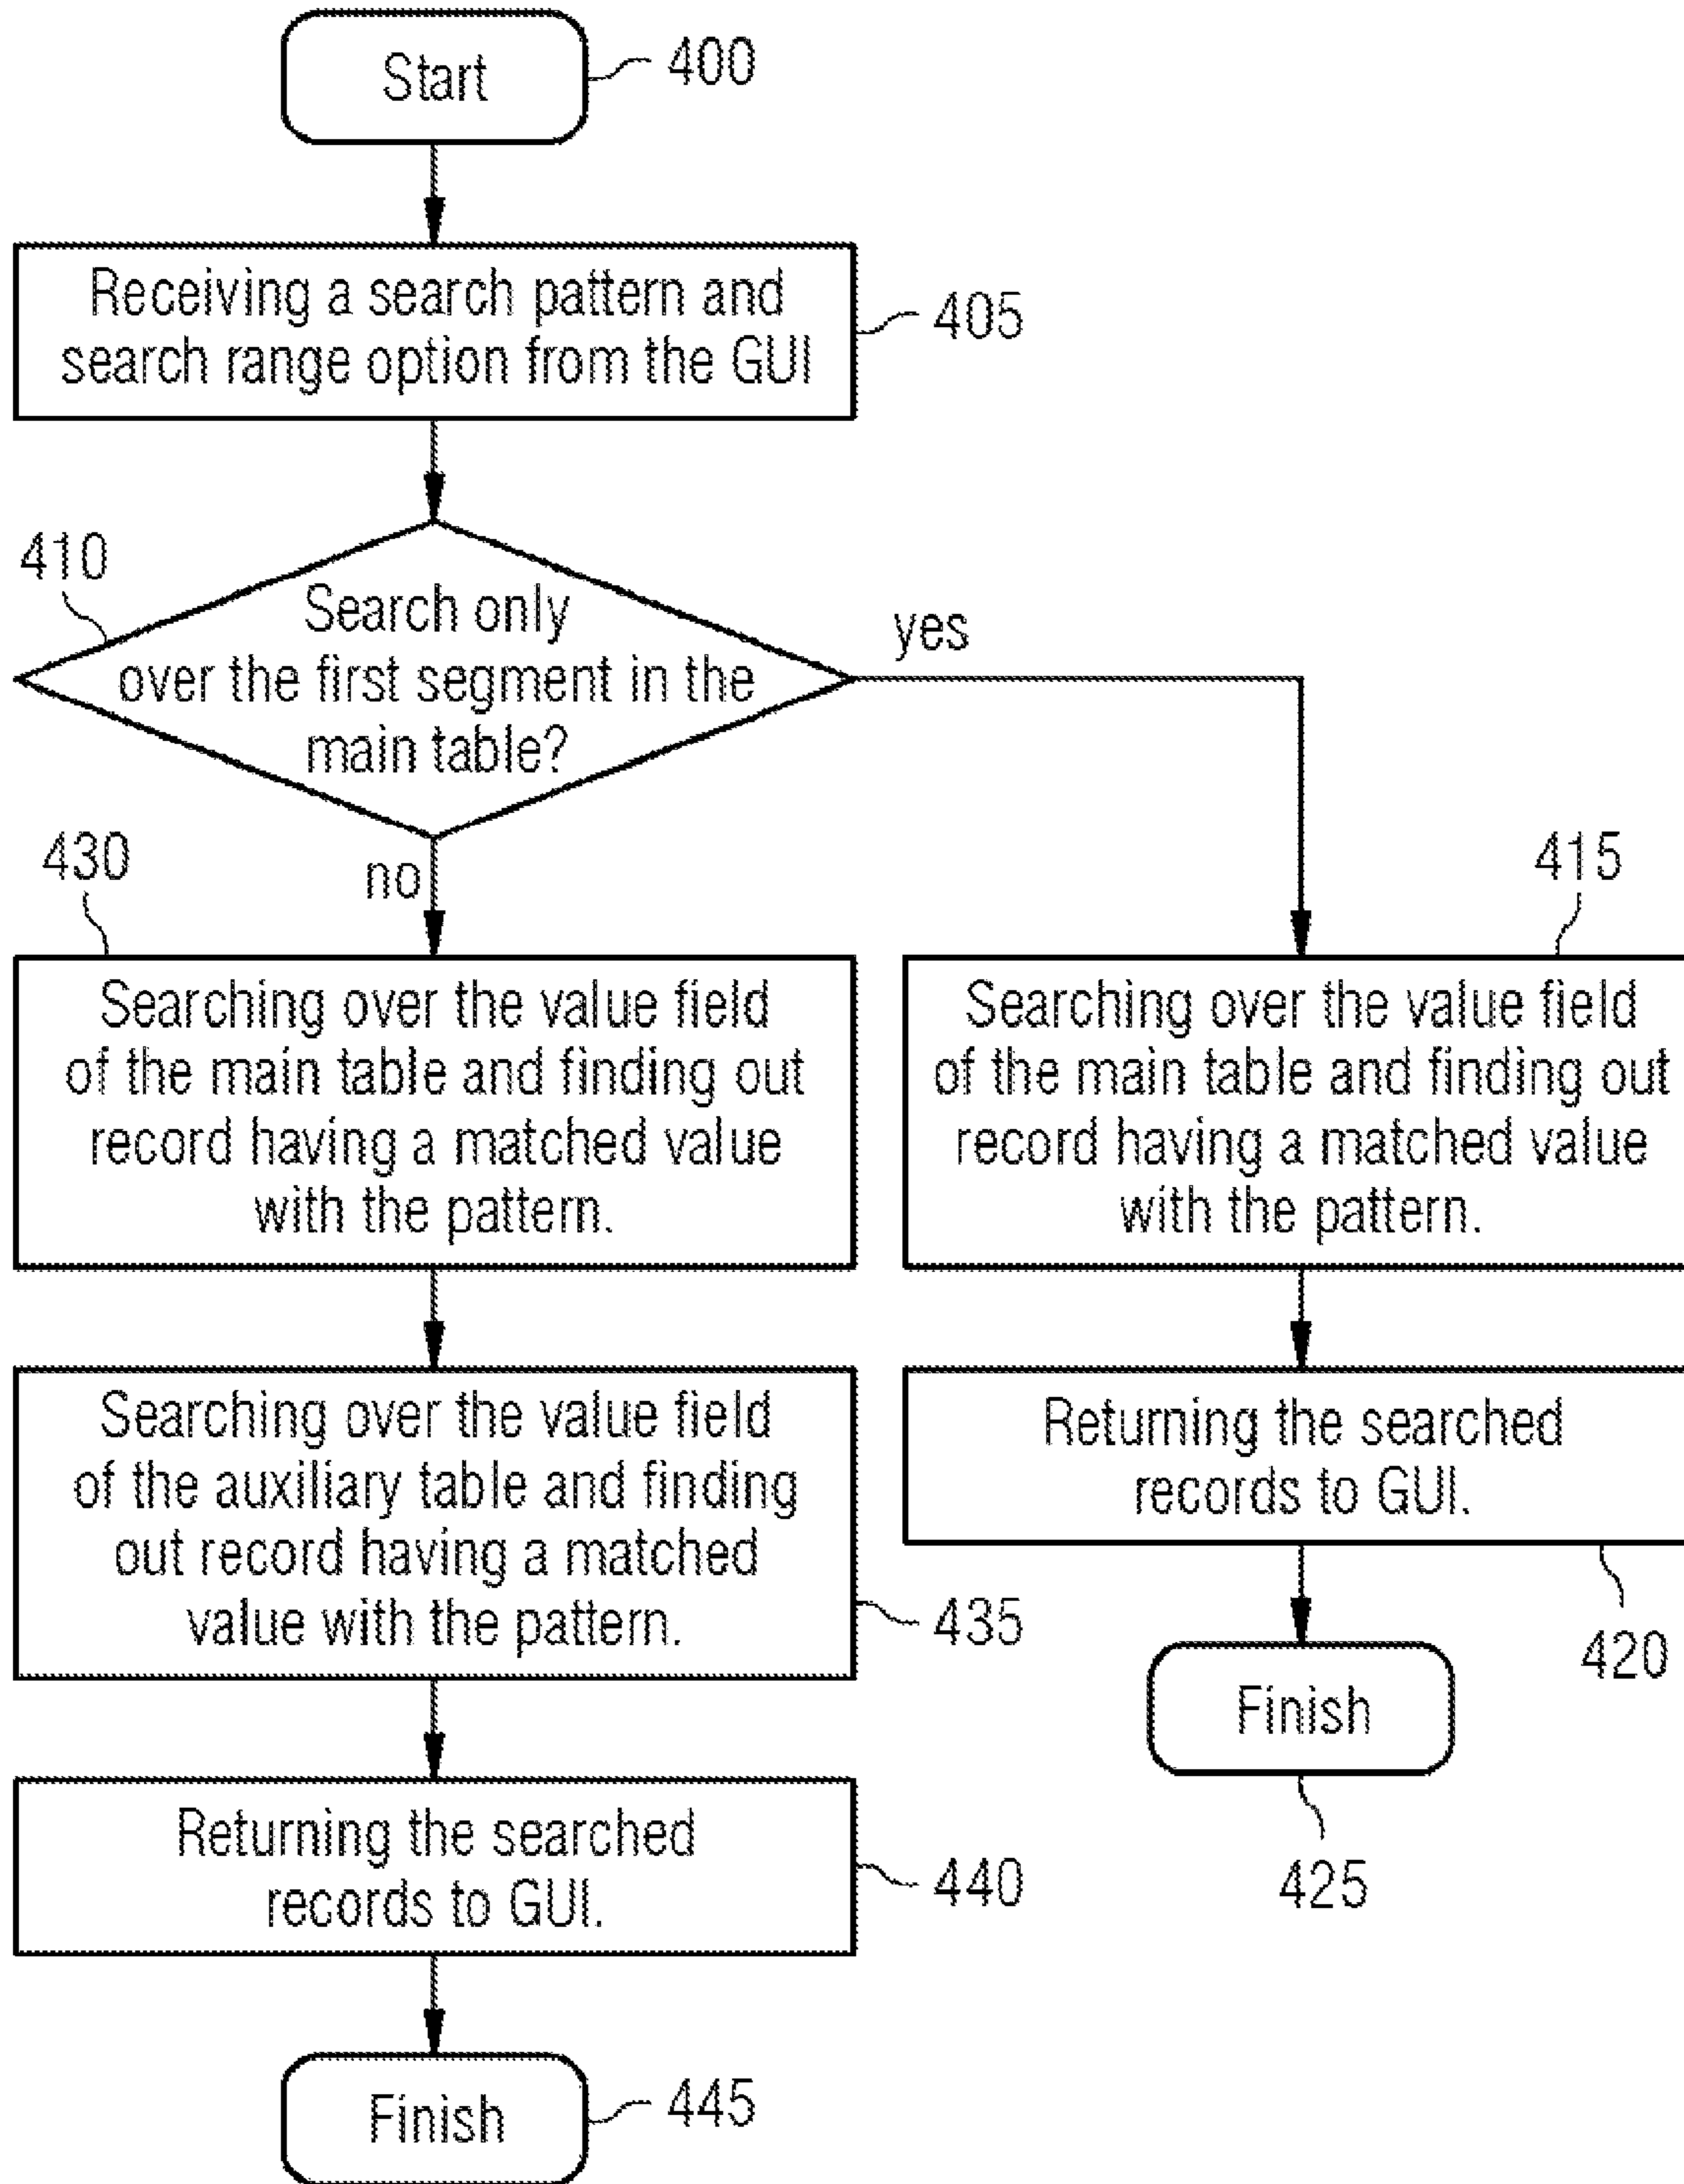 Start
400
Receiving a search pattern and
search range option from the GUI
405
410
Search only
over the first segment in the
main table?
yes
no
430
Searching over the value field
of the main table and finding out
record having a matched value
with the pattern.
415
Searching over the value field
of the main table and finding out
record having a matched value
with the pattern.
Searching over the value field
of the auxiliary table and finding
out record having a matched
value with the pattern.
435
Returning the searched
records to GUI.
420
Finish
425
Returning the searched
records to GUI.
440
Finish
445